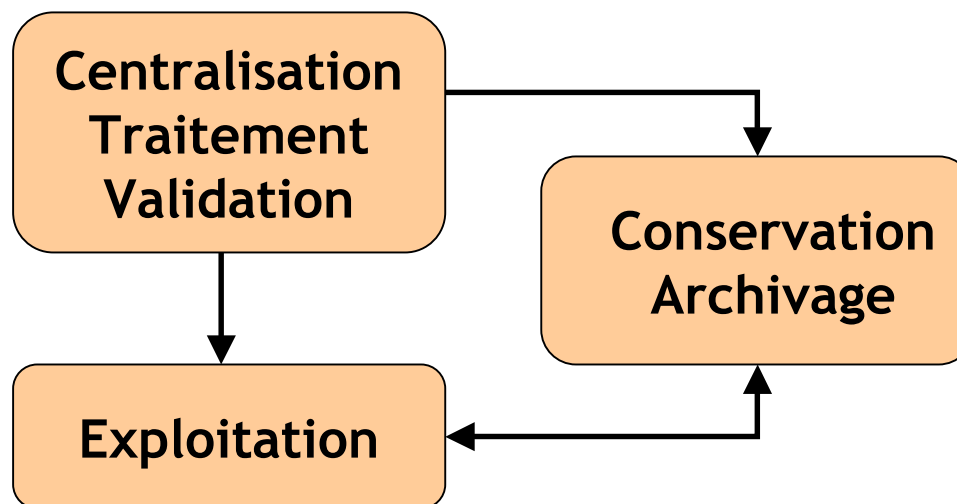 Centralisation
Traitement
Validation
Conservation
Archivage
Exploitation